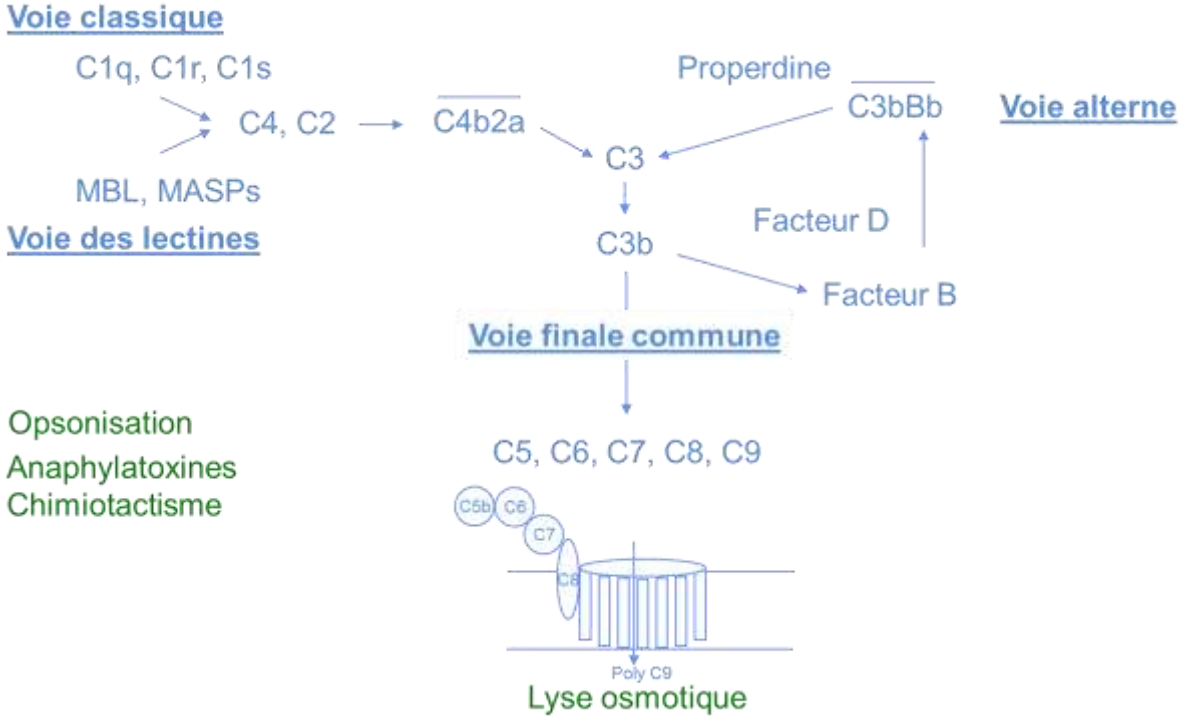 Voie classique
C1q, C1r, C1s
Properdine
C3bBb
Voie alterne
C4, C2
C4b2a
C3
MBL, MASPs
Voie des lectines
C3b
Facteur D
Facteur B
Voie finale commune
Opsonisation
Anaphylatoxines
Chimiotactisme
C5, C6, C7, C8, C9
C5b
C6
C7
C8
Poly C9
Lyse osmotique